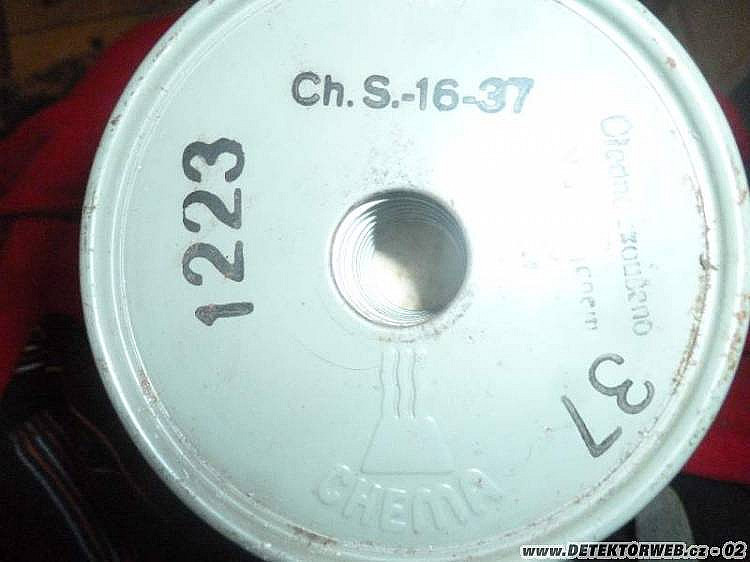 Ch. S.-16-37
1223
37
CHEMA
www.DETEKTORWEB.cz - 02